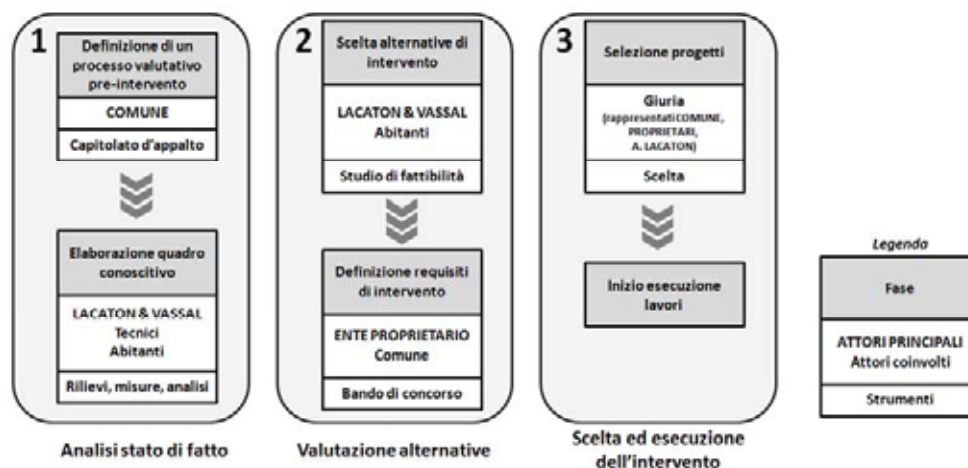 1
Definizione di un
processo valutativo
pre-intervento
COMUNE
Capitolato d'appalto
Elaborazione quadro
conoscitivo
LACATON & VASSAL
Tecnici
Abitanti
Rilievi, misure, analisi
Analisi stato di fatto
2
Scelta alternative di
intervento
LACATON & VASSAL
Abitanti
Studio di fattibilità
Definizione requisiti
di intervento
ENTE PROPRIETARIO
Comune
Bando di concorso
Valutazione alternative
3
Selezione progetti
Giuria
(rappresentati COMUNE,
PROPRIETARI,
A. LACATON)
Scelta
Inizio esecuzione
lavori
Scelta ed esecuzione
dell'intervento
Legenda
Fase
ATTORI PRINCIPALI
Attori coinvolti
Strumenti